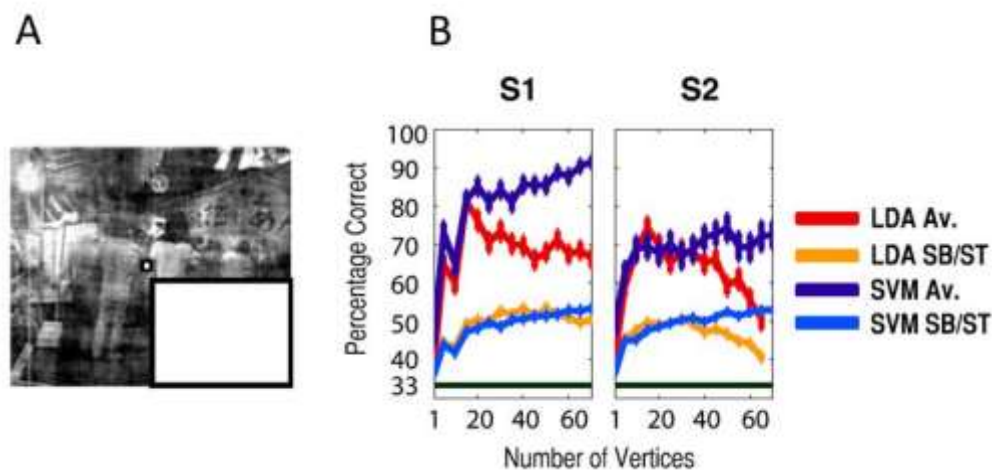 A
B
S1
S2
Percentage Correct
100
90
80
70
60
50
40
33
1 20 40 60
1 20 40 60
Number of Vertices
LDA Av.
LDA SB/ST
SVM Av.
SVM SB/ST